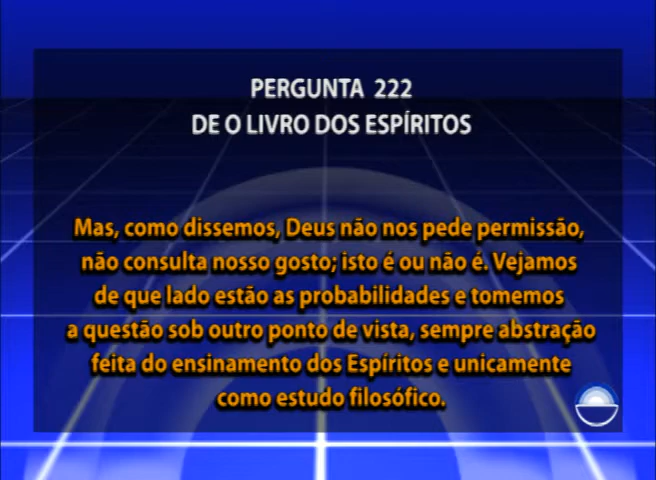 PERGUNTA 222
DE O LIVRO DOS ESPÍRITOS
Mas, como dissemos, Deus não nos pede permissão,
não consulta nosso gosto; isto é ou não é. Vejamos
de que lado estão as probabilidades e tomemos
a questão sob outro ponto de vista, sempre abstração
feita do ensinamento dos Espíritos e unicamente
como estudo filosófico.